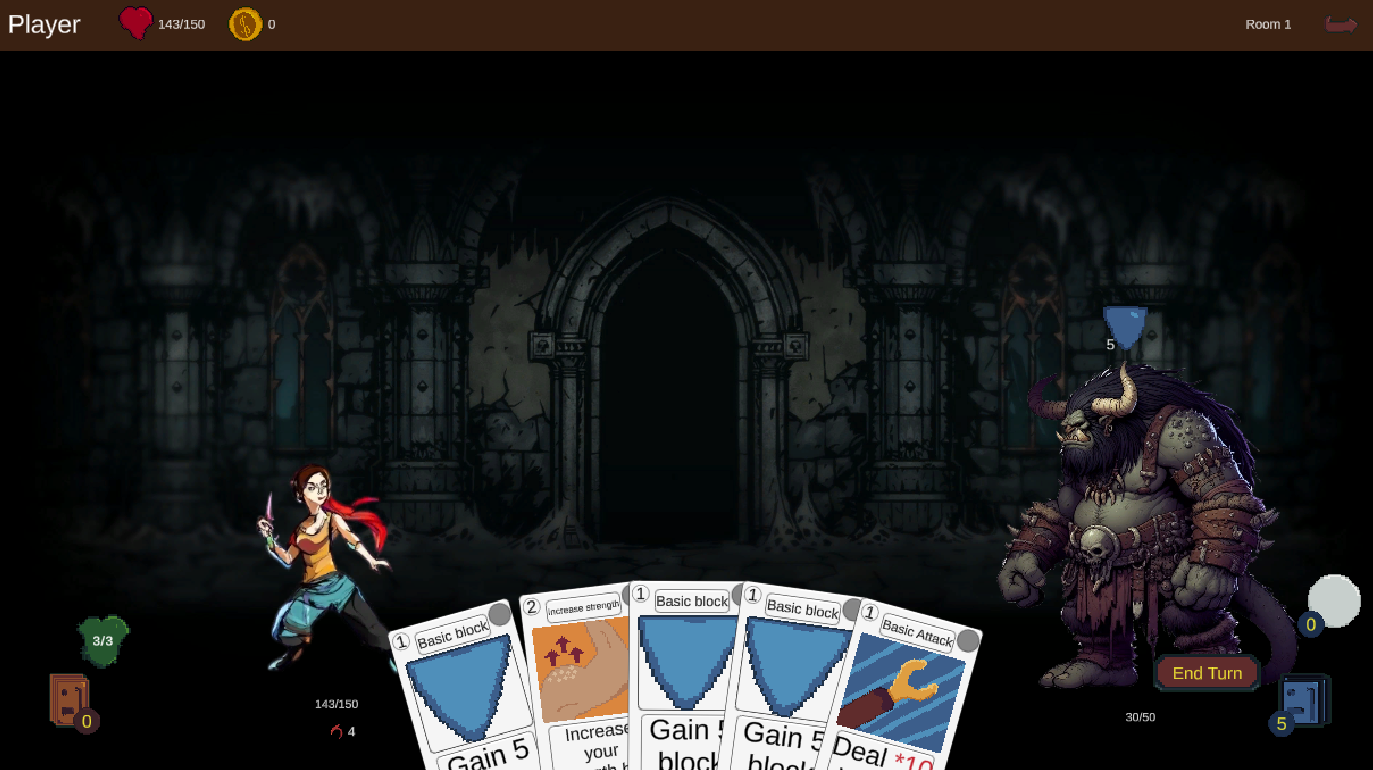 Player
143/150
0
Room 1
5
3/3
0
143/150
4
1
Basic block
Gain 5
2
Increase strength
Increase
your
1
Basic block
Gain 5
block
1
Basic block
Gain 5
block
1
Basic Attack
Deal *10
0
End Turn
30/50
5